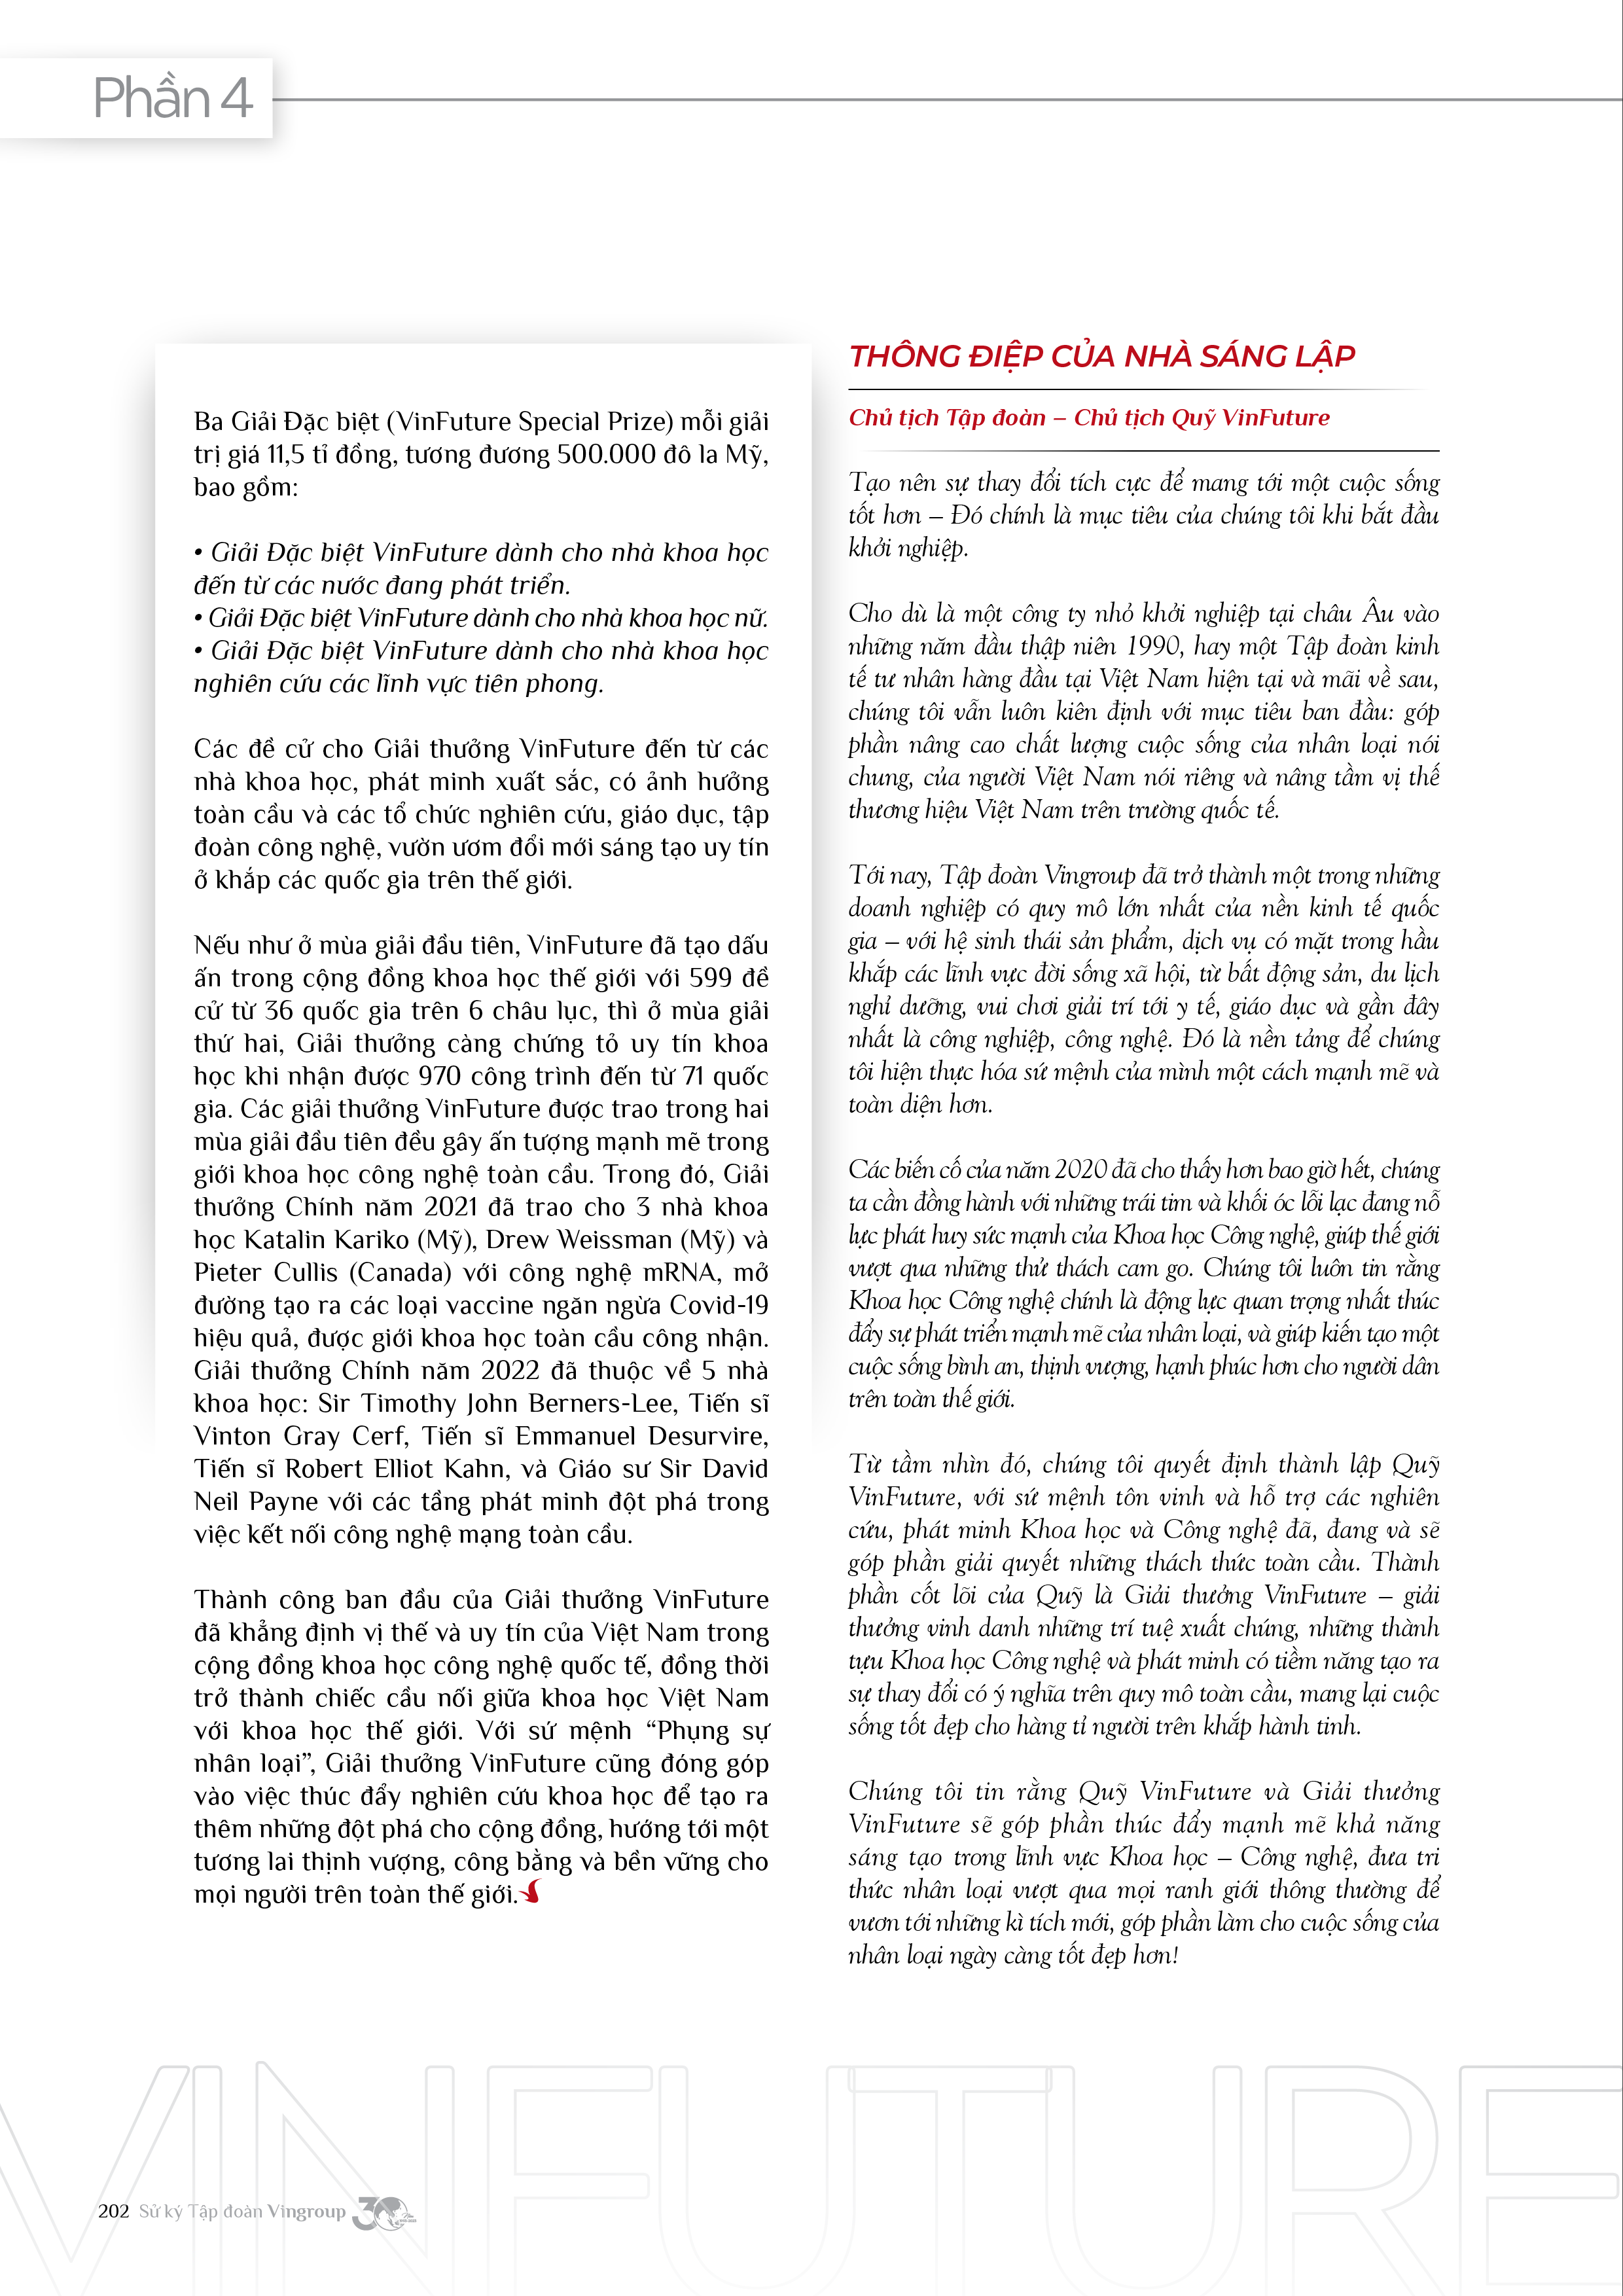 Phần 4
Ba Giải Đặc biệt (VinFuture Special Prize) mỗi giải
trị giá 11,5 tỉ đồng, tương đương 500.000 đô la Mỹ,
bao gồm:
• Giải Đặc biệt VinFuture dành cho nhà khoa học
đến từ các nước đang phát triển.
• Giải Đặc biệt VinFuture dành cho nhà khoa học nữ.
• Giải Đặc biệt VinFuture dành cho nhà khoa học
nghiên cứu các lĩnh vực tiên phong.
Các đề cử cho Giải thưởng VinFuture đến từ các
nhà khoa học, phát minh xuất sắc, có ảnh hưởng
toàn cầu và các tổ chức nghiên cứu, giáo dục, tập
đoàn công nghệ, vườn ươm đổi mới sáng tạo uy tín
ở khắp các quốc gia trên thế giới.
Nếu như ở mùa giải đầu tiên, VinFuture đã tạo dấu
ấn trong cộng đồng khoa học thế giới với 599 đề
cử từ 36 quốc gia trên 6 châu lục, thì ở mùa giải
thứ hai, Giải thưởng càng chứng tỏ uy tín khoa
học khi nhận được 970 công trình đến từ 71 quốc
gia. Các giải thưởng VinFuture được trao trong hai
mùa giải đầu tiên đều gây ấn tượng mạnh mẽ trong
giới khoa học công nghệ toàn cầu. Trong đó, Giải
thưởng Chính năm 2021 đã trao cho 3 nhà khoa
học Katalin Kariko (Mỹ), Drew Weissman (Mỹ) và
Pieter Cullis (Canada) với công nghệ mRNA, mở
đường tạo ra các loại vaccine ngăn ngừa Covid-19
hiệu quả, được giới khoa học toàn cầu công nhận.
Giải thưởng Chính năm 2022 đã thuộc về 5 nhà
khoa học: Sir Timothy John Berners-Lee, Tiến sĩ
Vinton Gray Cerf, Tiến sĩ Emmanuel Desurvire,
Tiến sĩ Robert Elliot Kahn, và Giáo sư Sir David
Neil Payne với các tầng phát minh đột phá trong
việc kết nối công nghệ mạng toàn cầu.
Thành công ban đầu của Giải thưởng VinFuture
đã khẳng định vị thế và uy tín của Việt Nam trong
cộng đồng khoa học công nghệ quốc tế, đồng thời
trở thành chiếc cầu nối giữa khoa học Việt Nam
với khoa học thế giới. Với sứ mệnh “Phụng sự
nhân loại”, Giải thưởng VinFuture cũng đóng góp
vào việc thúc đẩy nghiên cứu khoa học để tạo ra
thêm những đột phá cho cộng đồng, hướng tới một
tương lai thịnh vượng, công bằng và bền vững cho
mọi người trên toàn thế giới.
THÔNG ĐIỆP CỦA NHÀ SÁNG LẬP
Chủ tịch Tập đoàn – Chủ tịch Quỹ VinFuture
Tạo nên sự thay đổi tích cực để mang tới một cuộc sống
tốt hơn – Đó chính là mục tiêu của chúng tôi khi bắt đầu
khởi nghiệp.
Cho dù là một công ty nhỏ khởi nghiệp tại châu Âu vào
những năm đầu thập niên 1990, hay một Tập đoàn kinh
tế tư nhân hàng đầu tại Việt Nam hiện tại và mãi về sau,
chúng tôi vẫn luôn kiên định với mục tiêu ban đầu: góp
phần nâng cao chất lượng cuộc sống của nhân loại nói
chung, của người Việt Nam nói riêng và nâng tầm vị thế
thương hiệu Việt Nam trên trường quốc tế.
Tới nay, Tập đoàn Vingroup đã trở thành một trong những
doanh nghiệp có quy mô lớn nhất của nền kinh tế quốc
gia – với hệ sinh thái sản phẩm, dịch vụ có mặt trong hầu
khắp các lĩnh vực đời sống xã hội, từ bất động sản, du lịch
nghỉ dưỡng, vui chơi giải trí tới y tế, giáo dục và gần đây
nhất là công nghiệp, công nghệ. Đó là nền tảng để chúng
tôi hiện thực hóa sứ mệnh của mình một cách mạnh mẽ và
toàn diện hơn.
Các biến cố của năm 2020 đã cho thấy hơn bao giờ hết, chúng
ta cần đồng hành với những trái tim và khối óc lỗi lạc đang nỗ
lực phát huy sức mạnh của Khoa học Công nghệ, giúp thế giới
vượt qua những thử thách cam go. Chúng tôi luôn tin rằng
Khoa học Công nghệ chính là động lực quan trọng nhất thúc
đẩy sự phát triển mạnh mẽ của nhân loại, và giúp kiến tạo một
cuộc sống bình an, thịnh vượng, hạnh phúc hơn cho người dân
trên toàn thế giới.
Từ tầm nhìn đó, chúng tôi quyết định thành lập Quỹ
VinFuture, với sứ mệnh tôn vinh và hỗ trợ các nghiên
cứu, phát minh Khoa học và Công nghệ đã, đang và sẽ
góp phần giải quyết những thách thức toàn cầu. Thành
phần cốt lõi của Quỹ là Giải thưởng VinFuture – giải
thưởng vinh danh những trí tuệ xuất chúng, những thành
tựu Khoa học Công nghệ và phát minh có tiềm năng tạo ra
sự thay đổi có ý nghĩa trên quy mô toàn cầu, mang lại cuộc
sống tốt đẹp cho hàng tỉ người trên khắp hành tinh.
Chúng tôi tin rằng Quỹ VinFuture và Giải thưởng
VinFuture sẽ góp phần thúc đẩy mạnh mẽ khả năng
sáng tạo trong lĩnh vực Khoa học – Công nghệ, đưa tri
thức nhân loại vượt qua mọi ranh giới thông thường để
vươn tới những kì tích mới, góp phần làm cho cuộc sống của
nhân loại ngày càng tốt đẹp hơn!
VINFUTURE
202 Sử ký Tập đoàn Vingroup 30